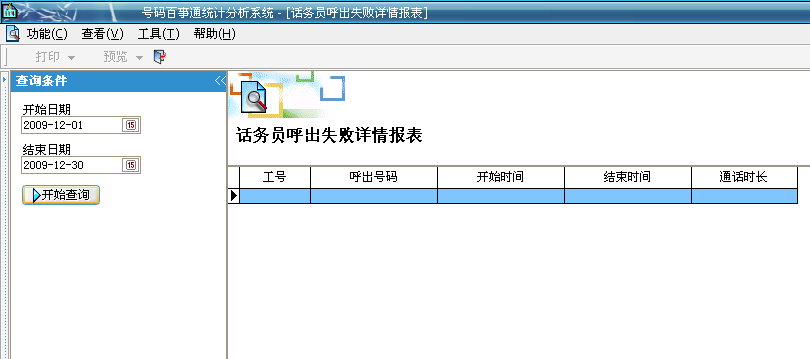 号码百事通统计分析系统 - [话务员呼出失败详情报表]
功能(C) 查看(V) 工具(T) 帮助(H)
打印 预览
查询条件
开始日期
2009-12-01
15
结束日期
2009-12-30
15
开始查询
话务员呼出失败详情报表
工号 呼出号码 开始时间 结束时间 通话时长